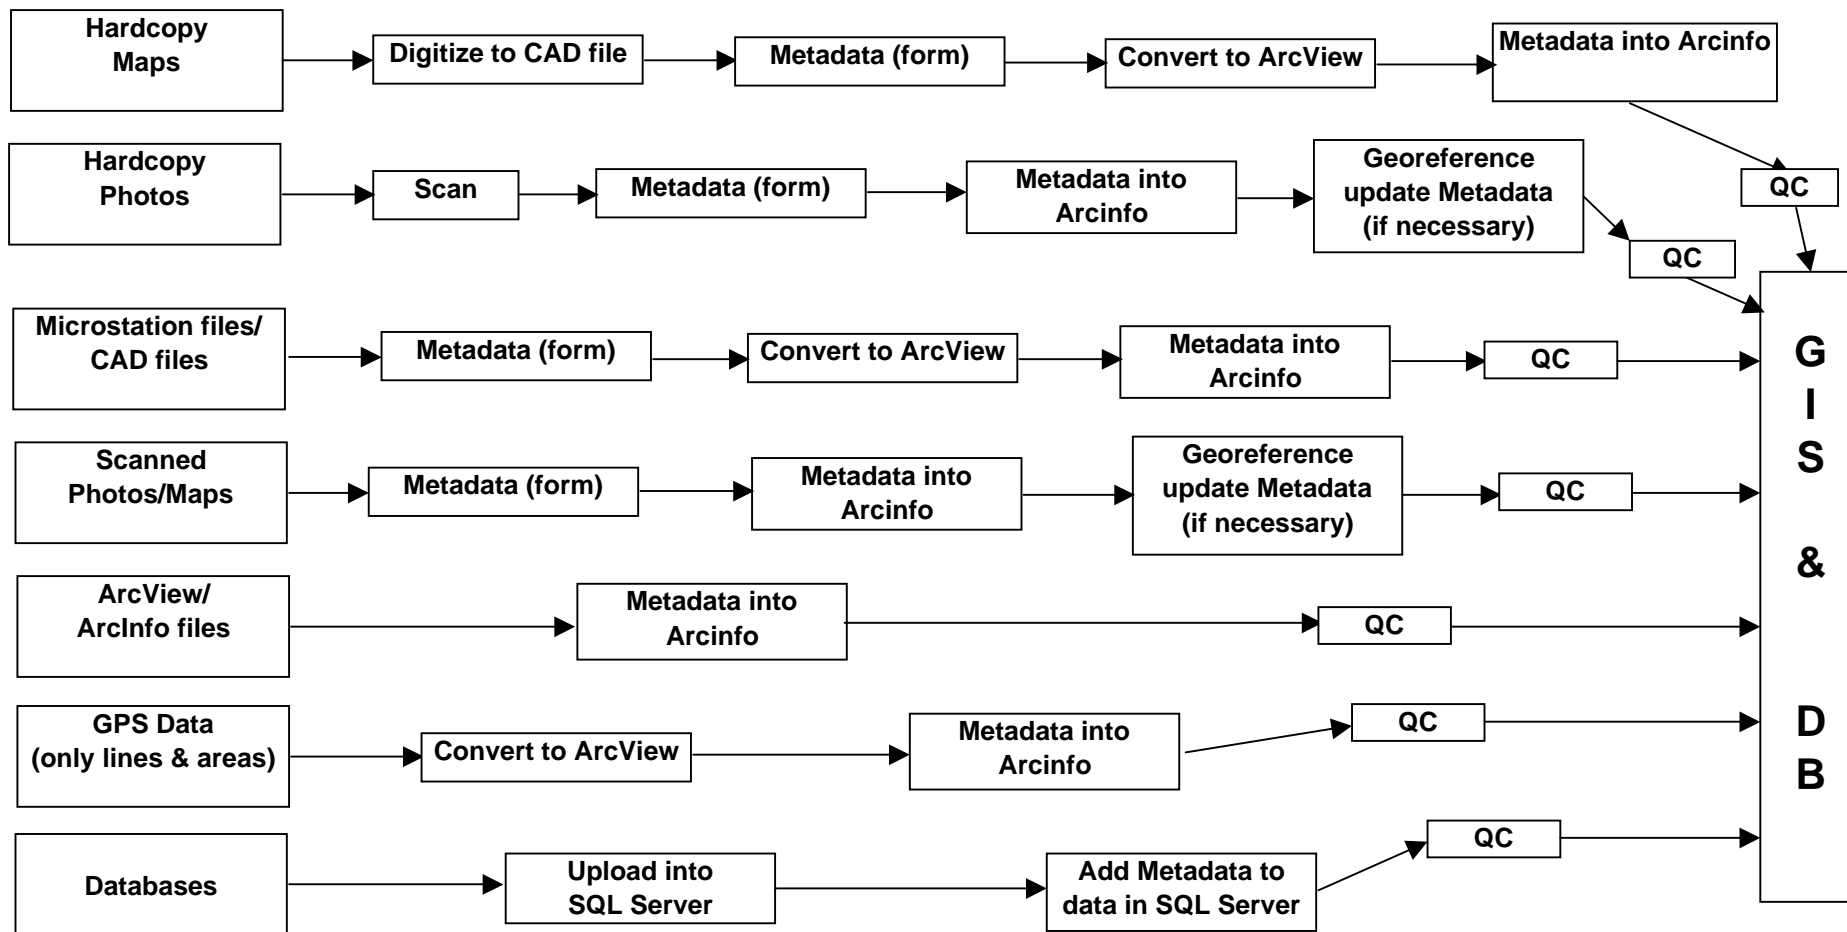 Hardcopy
Maps
Digitize to CAD file
Metadata (form)
Convert to ArcView
Metadata into Arcinfo
QC
Hardcopy
Photos
Scan
Metadata (form)
Metadata into
Arcinfo
Georeference
update Metadata
(if necessary)
QC
Microstation files/
CAD files
Metadata (form)
Convert to ArcView
Metadata into
Arcinfo
QC
Scanned
Photos/Maps
Metadata (form)
Metadata into
Arcinfo
Georeference
update Metadata
(if necessary)
QC
ArcView/
ArcInfo files
Metadata into
Arcinfo
QC
GPS Data
(only lines & areas)
Convert to ArcView
Metadata into
Arcinfo
QC
Databases
Upload into
SQL Server
Add Metadata to
data in SQL Server
QC
G
I
S
&
D
B